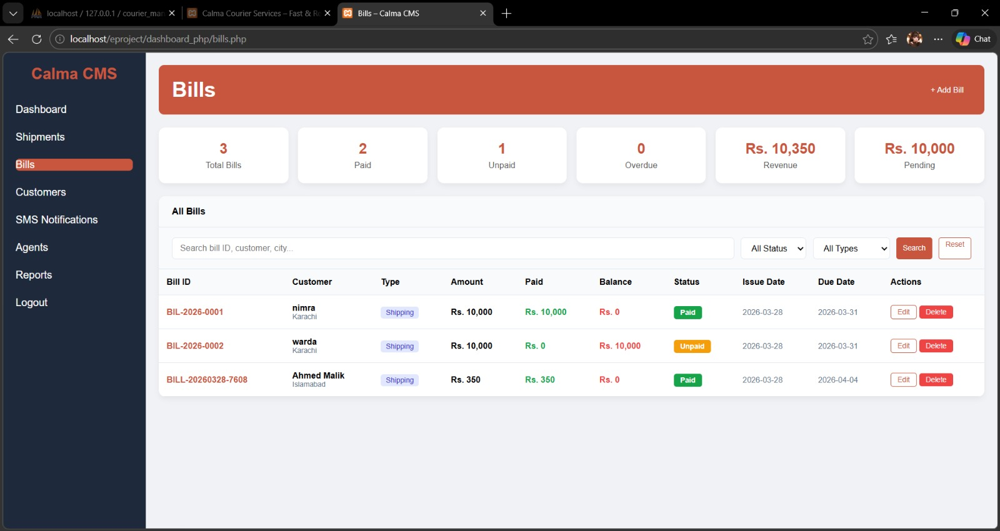 localhost / 127.0.0.1 / courier_man
Calma Courier Services – Fast & Re
Bills – Calma CMS
localhost/eproject/dashboard_php/bills.php
Chat
Calma CMS
Dashboard
Shipments
Bills
Customers
SMS Notifications
Agents
Reports
Logout
Bills
+ Add Bill
3
Total Bills
2
Paid
1
Unpaid
0
Overdue
Rs. 10,350
Revenue
Rs. 10,000
Pending
All Bills
Search bill ID, customer, city... All Status All Types Search Reset
Bill ID Customer Type Amount Paid Balance Status Issue Date Due Date Actions
BIL-2026-0001 nimra Shipping Rs. 10,000 Rs. 10,000 Rs. 0 Paid 2026-03-28 2026-03-31 Edit Delete
Karachi
BIL-2026-0002 warda Shipping Rs. 10,000 Rs. 0 Rs. 10,000 Unpaid 2026-03-28 2026-03-31 Edit Delete
Karachi
BILL-20260328-7608 Ahmed Malik Shipping Rs. 350 Rs. 350 Rs. 0 Paid 2026-03-28 2026-04-04 Edit Delete
Islamabad